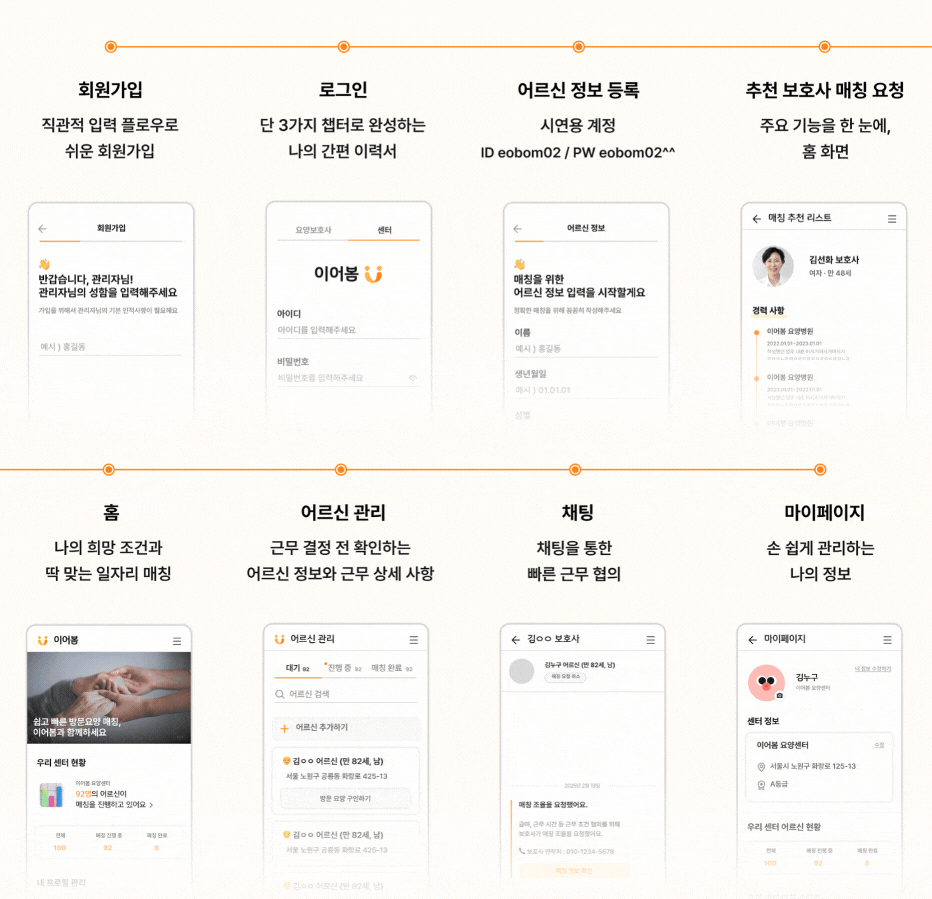 회원가입
직관적 입력 플로우로
쉬운 회원가입
로그인
단 3가지 챕터로 완성하는
나의 간편 이력서
어르신 정보 등록
시연용 계정
ID eobom02 / PW eobom02^^
추천 보호사 매칭 요청
주요 기능을 한 눈에,
홈 화면
회원가입
반갑습니다, 관리자님!
관리자님의 성함을 입력해주세요
가입을 위해서 관리자님의 기본 인적사항이 필요해요
예시 ) 홍길동
요양보호사
센터
이어봄
아이디
아이디를 입력해주세요
비밀번호
비밀번호를 입력해주세요
어르신 정보
매칭을 위한
어르신 정보 입력을 시작할게요
정확한 매칭을 위해 꼼꼼히 작성해주세요
이름
예시 ) 홍길동
생년월일
예시 ) 01.01.01
성별
매칭 추천 리스트
김선화 보호사
여자 · 만 48세
경력 사항
이어봄 요양병원
2023.01.01~2023.01.01
이어봄 요양병원
2023.01.01~2023.01.01
홈
나의 희망 조건과
딱 맞는 일자리 매칭
어르신 관리
근무 결정 전 확인하는
어르신 정보와 근무 상세 사항
채팅
채팅을 통한
빠른 근무 협의
마이페이지
손 쉽게 관리하는
나의 정보
이어봄
쉽고 빠른 방문요양 매칭,
이어봄과 함께하세요
우리 센터 현황
이어봄 요양센터
92명의 어르신이
매칭을 진행하고 있어요 >
전체 매칭 진행 중 매칭 완료
100 92 8
내 프로필 관리
어르신 관리
대기 92 진행 중 92 매칭 완료 92
어르신 검색
어르신 추가하기
김ㅇㅇ 어르신 (만 82세, 남)
서울 노원구 공릉동 화랑로 425-13
방문 요양 구인하기
김ㅇㅇ 어르신 (만 82세, 남)
서울 노원구 공릉동 화랑로 425-13
김ㅇㅇ 어르신 (만 82세, 남)
김ㅇㅇ 보호사
김누구 어르신 (만 82세, 남)
매칭 요청 취소
매칭 조율을 요청했어요.
급여, 근무 시간 등 근무 조건 협의를 위해
보호사가 매칭 조율을 요청했어요.
보호사 연락처 : 010-1234-5678
마이페이지
내 정보 수정하기
김누구
이어봄 요양센터
센터 정보
이어봄 요양센터
수정
서울시 노원구 화랑로 125-13
A등급
우리 센터 어르신 현황
전체 매칭 진행 중 매칭 완료
100 92 8